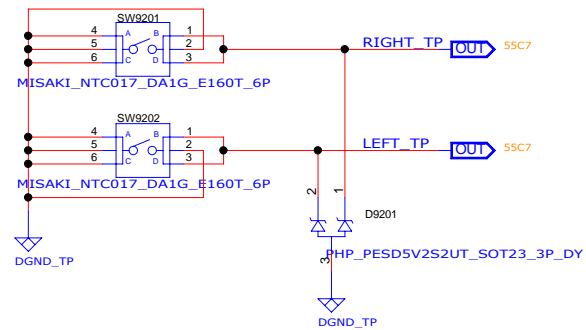 SW9201
4 A B 1
5 2
6 C D 3
MISAKI_NTC017_DA1G_E160T_6P
RIGHT_TP OUT 55C7
SW9202
4 A B 1
5 2
6 C D 3
MISAKI_NTC017_DA1G_E160T_6P
LEFT_TP OUT 55C7
2 1
D9201
3
PHP_PESD5V2S2UT_SOT23_3P_DY
DGND_TP
DGND_TP